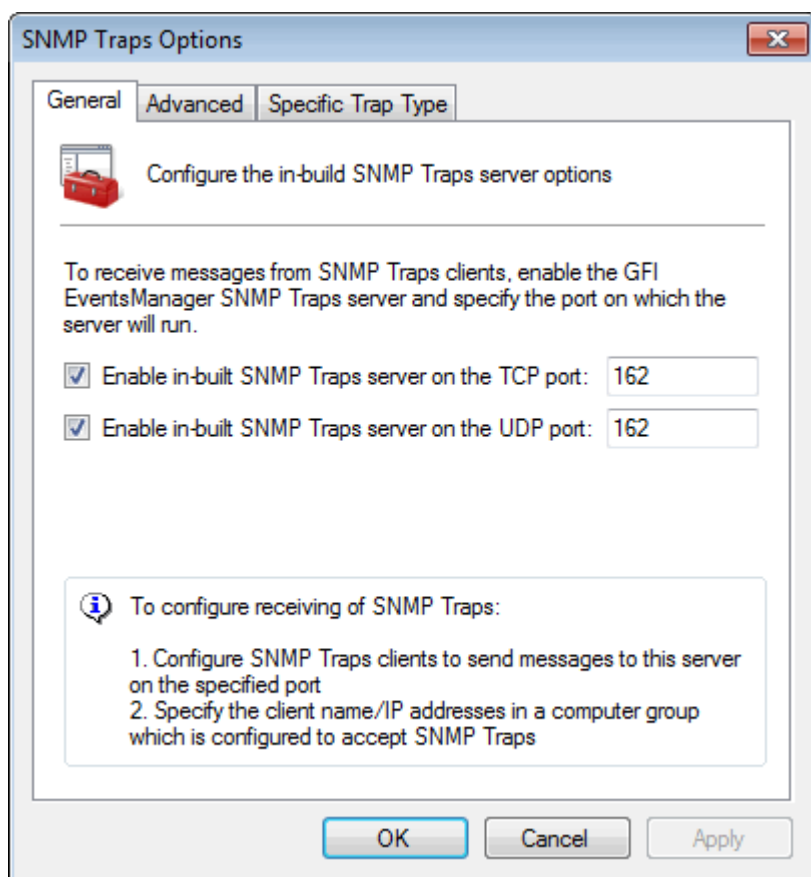 SNMP Traps Options
General
Advanced
Specific Trap Type
Configure the in-build SNMP Traps server options
To receive messages from SNMP Traps clients, enable the GFI
EventsManager SNMP Traps server and specify the port on which the
server will run.
Enable in-built SNMP Traps server on the TCP port: 162
Enable in-built SNMP Traps server on the UDP port: 162
To configure receiving of SNMP Traps:
1. Configure SNMP Traps clients to send messages to this server
on the specified port
2. Specify the client name/IP addresses in a computer group
which is configured to accept SNMP Traps
OK
Cancel
Apply